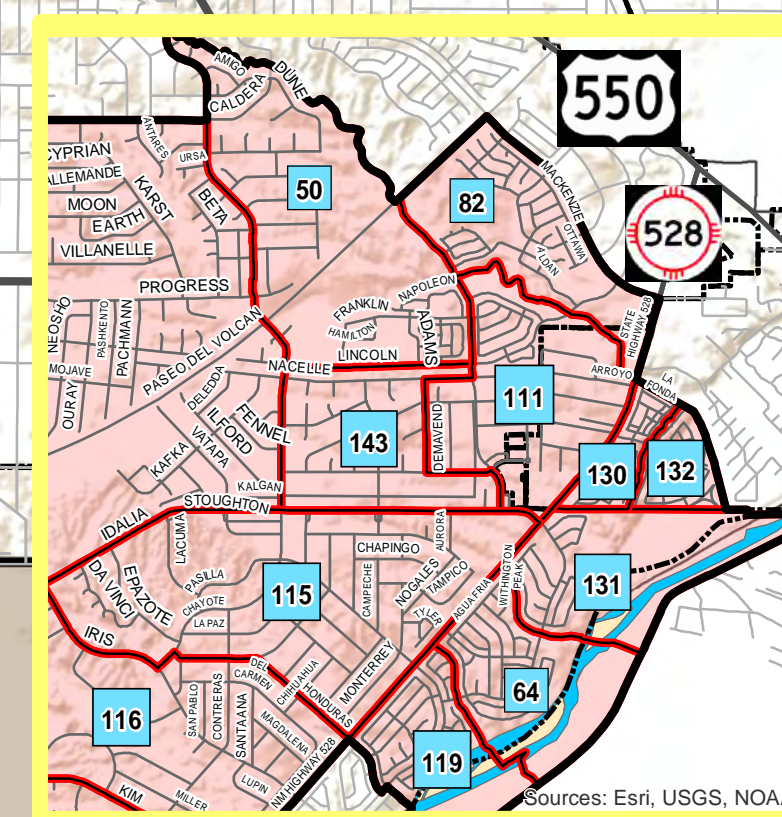 AMIGO
DUNE
CALDERA
550
ANTARES
URSA
CYPRIAN
ALLEMANDE
KARST
MOON
EARTH
BETA
VILLANELLE
50
82
MACKENZIE
OTTAWA
528
ALDAN
PROGRESS
NEOSHO
PASHKENTO
PACHMANN
PASEO DEL VOLCAN
FRANKLIN
NAPOLEON
HAMILTON
ADAMS
LINCOLN
NACELLE
STATE
HIGHWAY 528
MOJAVE
OURAY
DELEDDA
ILFORD
FENNEL
VATAPA
KAFKA
111
ARROYO
LA
FONDA
143
DEMAVEND
130
132
KALGAN
STOUGHTON
IDALIA
LACUMA
AURORA
CHAPINGO
CAMPECHE
NOGALES
TAMPICO
TYLER
AGUA FRIA
WITHINGTON
PEAK
131
DA VINCI
EPAZOTE
PASILLA
CHAYOTE
LA PAZ
115
IRIS
DEL
CARMEN
CHIHUAHUA
HONDURAS
MONTERREY
64
116
SAN PABLO
CONTRERAS
SANTA ANA
MAGDALENA
NM HIGHWAY 528
119
KIM
MILLER
LUPIN
Sources: Esri, USGS, NOA